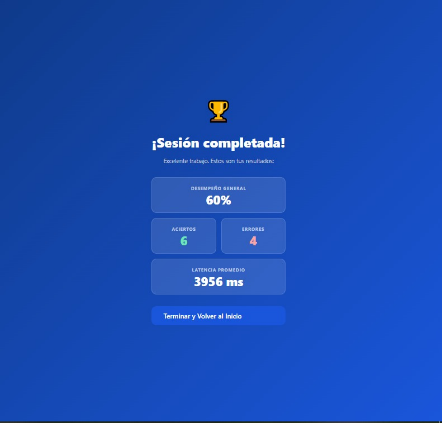 ¡Sesión completada!
Excelente trabajo. Estos son tus resultados:
DESEMPEÑO GENERAL
60%
ACIERTOS
6
ERRORES
4
LATENCIA PROMEDIO
3956 ms
Terminar y Volver al Inicio